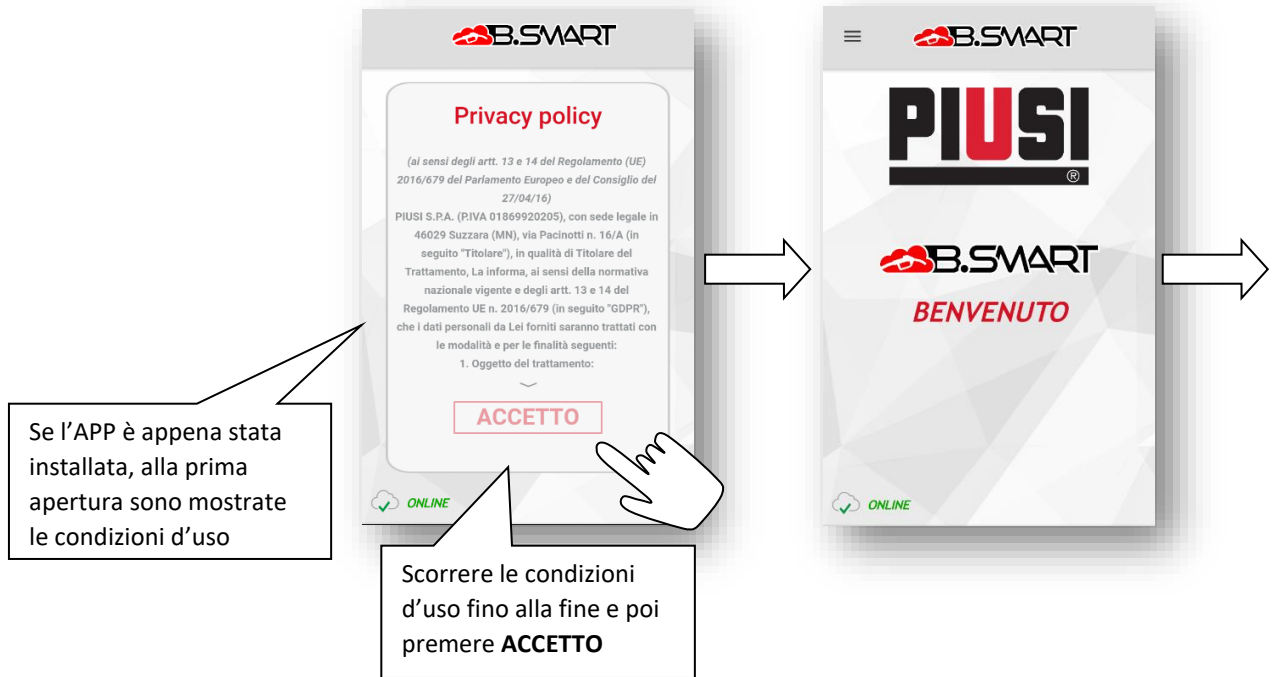 B.SMART
Privacy policy
(ai sensi degli artt. 13 e 14 del Regolamento (UE)
2016/679 del Parlamento Europeo e del Consiglio del
27/04/16)
PIUSI S.P.A. (P.IVA 01869920205), con sede legale in
46029 Suzzara (MN), via Pacinotti n. 16/A (in
seguito "Titolare"), in qualità di Titolare del
Trattamento, La informa, ai sensi della normativa
nazionale vigente e degli artt. 13 e 14 del
Regolamento UE n. 2016/679 (in seguito "GDPR"),
che i dati personali da Lei forniti saranno trattati con
le modalità e per le finalità seguenti:
1. Oggetto del trattamento:
ACCETTO
ONLINE
Se l'APP è appena stata
installata, alla prima
apertura sono mostrate
le condizioni d'uso
Scorrere le condizioni
d'uso fino alla fine e poi
premere ACCETTO
B.SMART
PIUSI
®
B.SMART
BENVENUTO
ONLINE